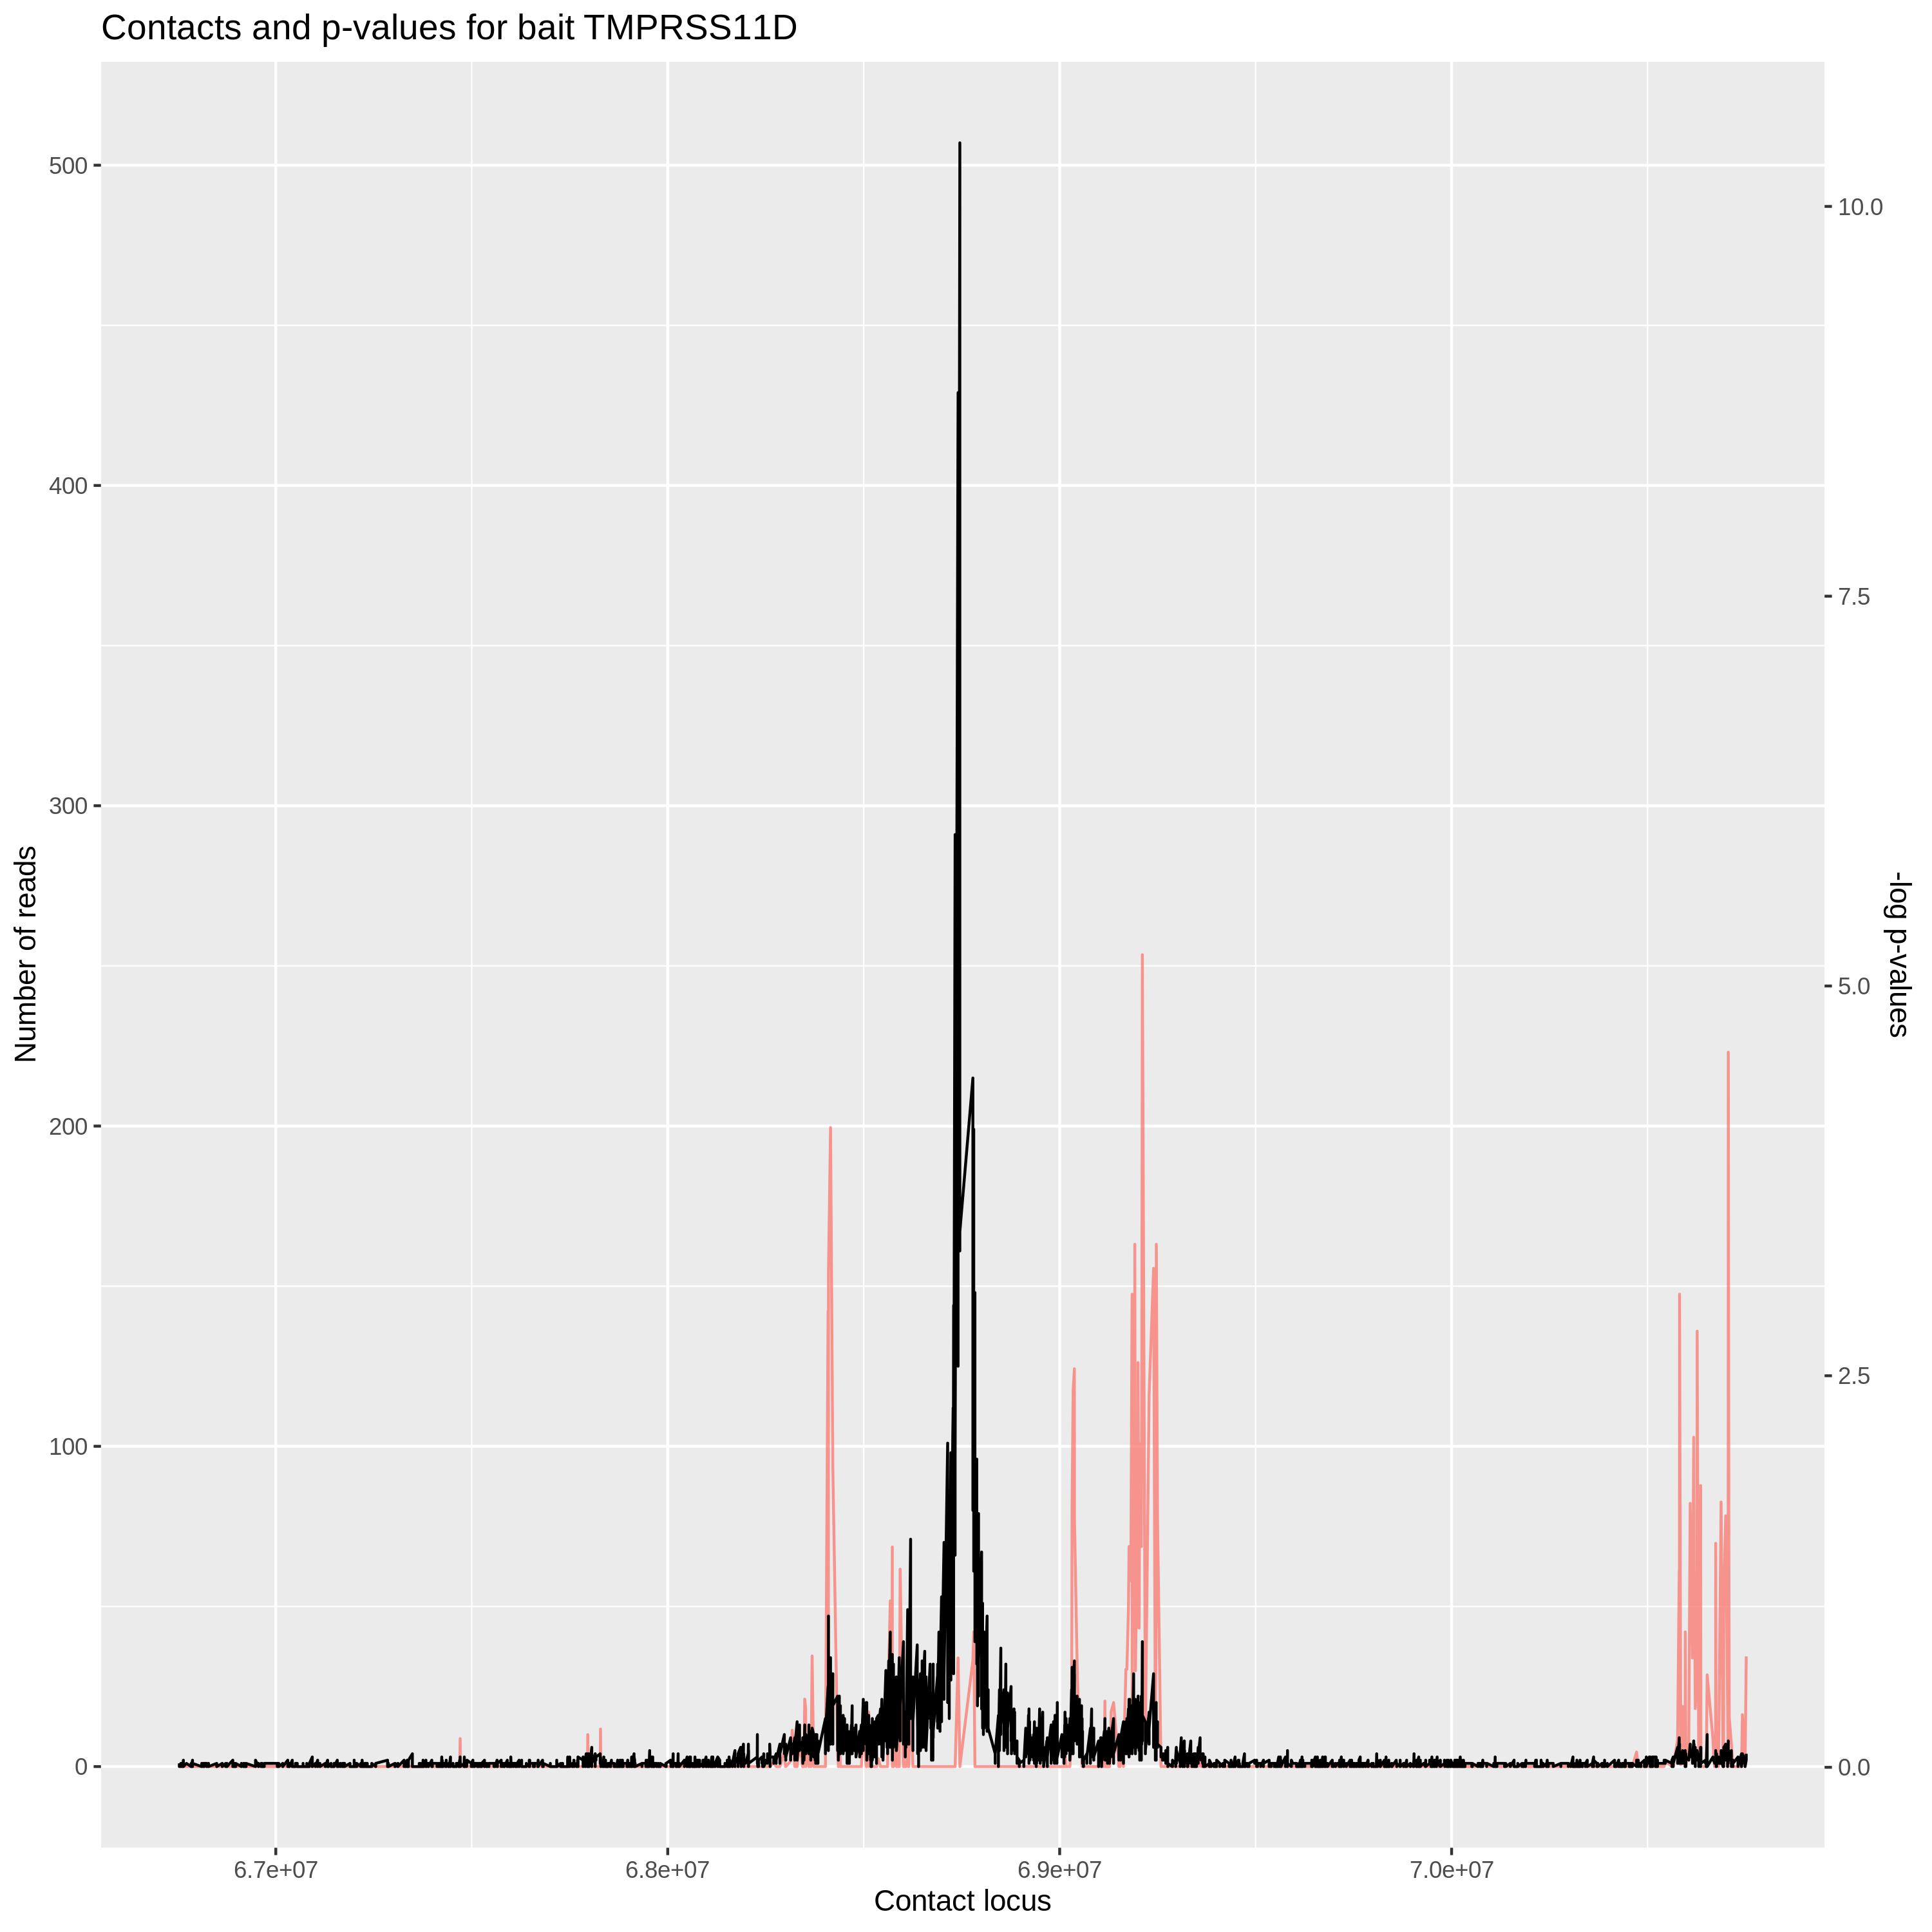 Contacts and p-values for bait TMPRSS11D
500
400
300
200
100
0
Number of reads
10.0
7.5
5.0
2.5
0.0
-log p-values
6.7e+07
6.8e+07
6.9e+07
7.0e+07
Contact locus